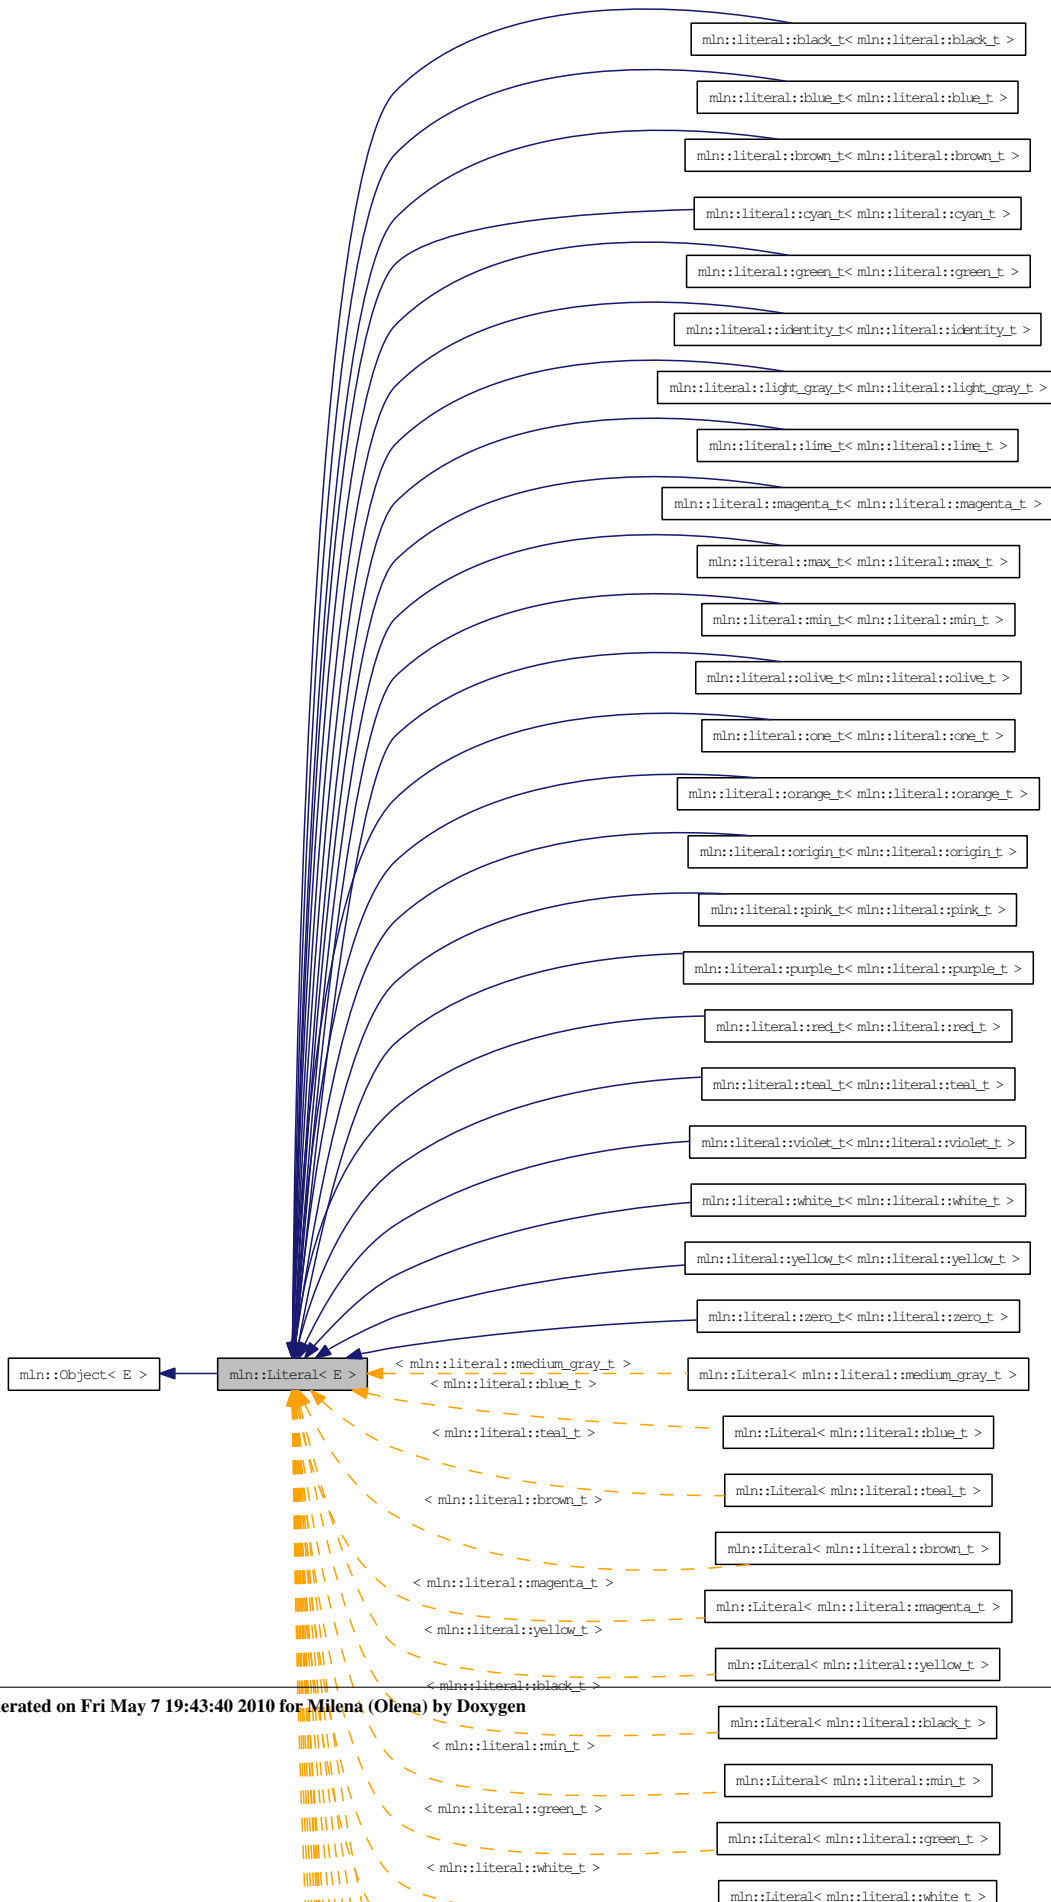 mln::literal::black_t< mln::literal::black_t >
mln::literal::blue_t< mln::literal::blue_t >
mln::literal::brown_t< mln::literal::brown_t >
mln::literal::cyan_t< mln::literal::cyan_t >
mln::literal::green_t< mln::literal::green_t >
mln::literal::identity_t< mln::literal::identity_t >
mln::literal::light_gray_t< mln::literal::light_gray_t >
mln::literal::lime_t< mln::literal::lime_t >
mln::literal::magenta_t< mln::literal::magenta_t >
mln::literal::max_t< mln::literal::max_t >
mln::literal::min_t< mln::literal::min_t >
mln::literal::olive_t< mln::literal::olive_t >
mln::literal::one_t< mln::literal::one_t >
mln::literal::orange_t< mln::literal::orange_t >
mln::literal::origin_t< mln::literal::origin_t >
mln::literal::pink_t< mln::literal::pink_t >
mln::literal::purple_t< mln::literal::purple_t >
mln::literal::red_t< mln::literal::red_t >
mln::literal::teal_t< mln::literal::teal_t >
mln::literal::violet_t< mln::literal::violet_t >
mln::literal::white_t< mln::literal::white_t >
mln::literal::yellow_t< mln::literal::yellow_t >
mln::literal::zero_t< mln::literal::zero_t >
mln::Object< E >
mln::Literal< E >
< mln::literal::medium_gray_t >
mln::Literal< mln::literal::medium_gray_t >
< mln::literal::blue_t >
mln::Literal< mln::literal::blue_t >
< mln::literal::teal_t >
mln::Literal< mln::literal::teal_t >
< mln::literal::brown_t >
mln::Literal< mln::literal::brown_t >
< mln::literal::magenta_t >
mln::Literal< mln::literal::magenta_t >
< mln::literal::yellow_t >
mln::Literal< mln::literal::yellow_t >
< mln::literal::black_t >
erated on Fri May 7 19:43:40 2010 for Milena (Olena) by Doxygen
mln::Literal< mln::literal::black_t >
< mln::literal::min_t >
mln::Literal< mln::literal::min_t >
< mln::literal::green_t >
mln::Literal< mln::literal::green_t >
< mln::literal::white_t >
mln::Literal< mln::literal::white_t >